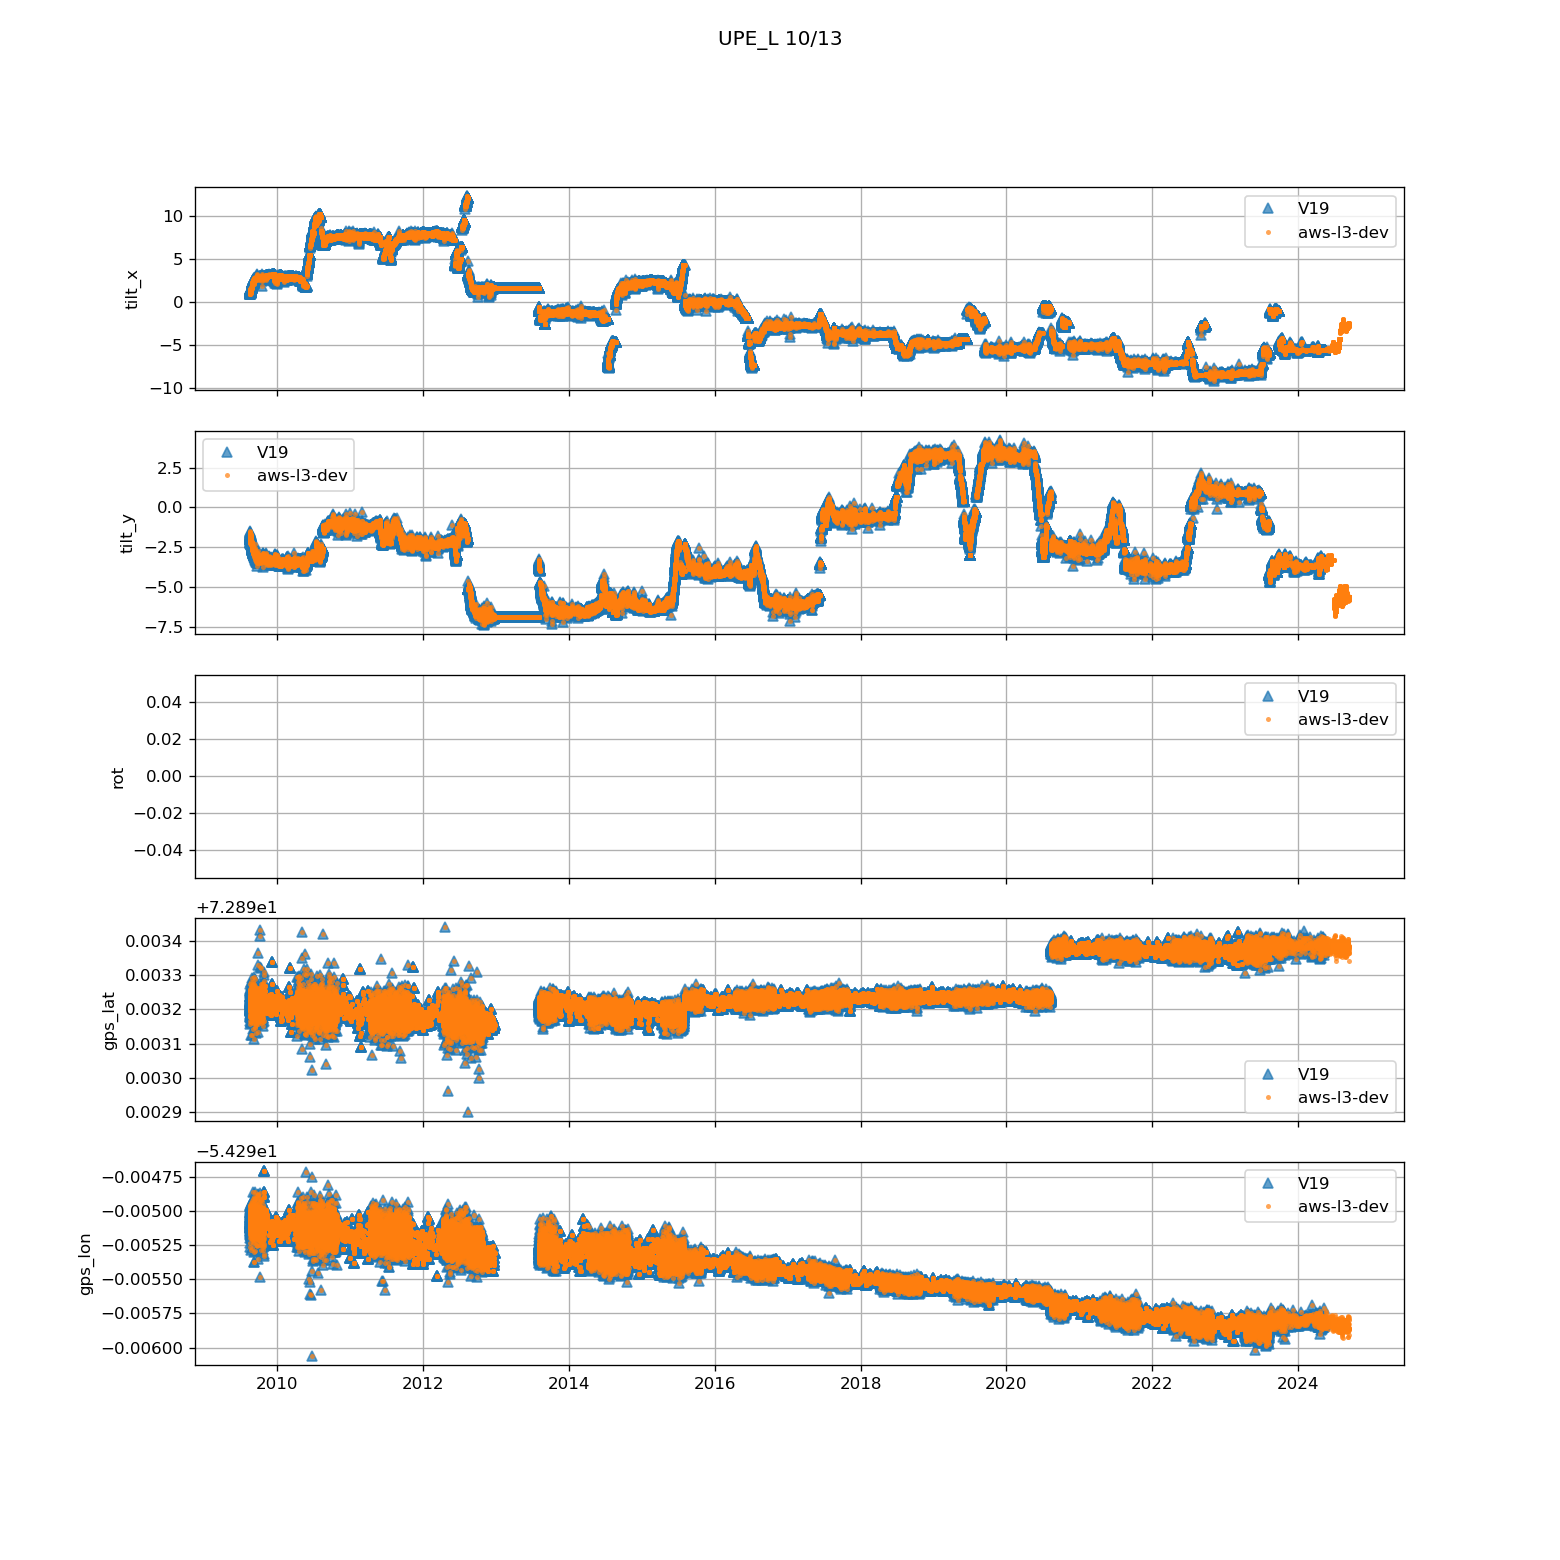 UPE_L 10/13
10
5
0
−5
−10
tilt_x
V19
aws-l3-dev
2.5
0.0
−2.5
−5.0
−7.5
tilt_y
V19
aws-l3-dev
0.04
0.02
0.00
−0.02
−0.04
rot
V19
aws-l3-dev
+7.289e1
0.0034
0.0033
0.0032
0.0031
0.0030
0.0029
gps_lat
V19
aws-l3-dev
−5.429e1
−0.00475
−0.00500
−0.00525
−0.00550
−0.00575
−0.00600
gps_lon
V19
aws-l3-dev
2010 2012 2014 2016 2018 2020 2022 2024